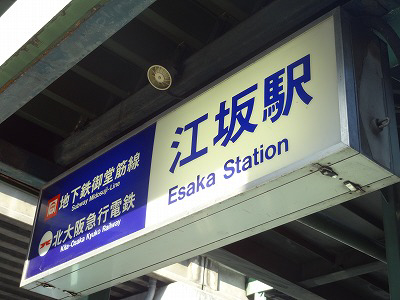 地下鉄御堂筋線
Subway Midosuji-Line
北大阪急行電鉄
Kita-Osaka Kyuko Railway
江坂駅
Esaka Station